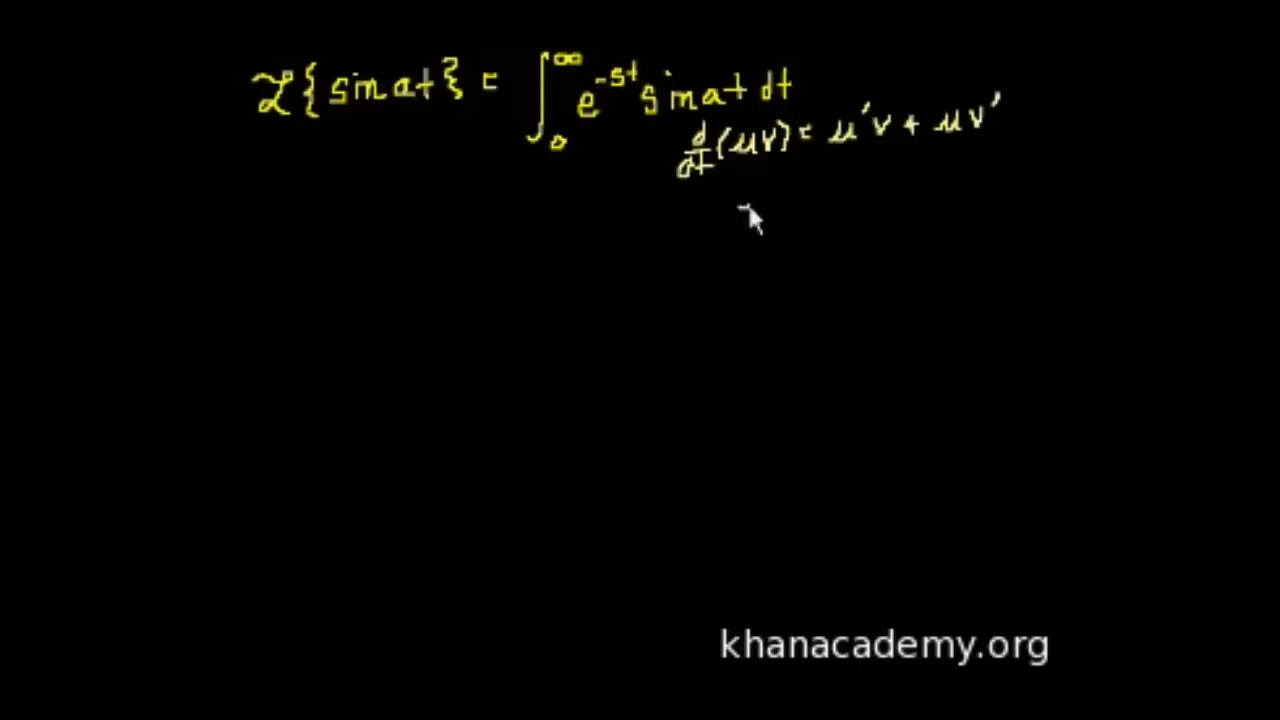 ℒ{sin at} = ∫₀^∞ e^{-st} sin at dt
d/dt (uv) = u'v + uv'
khanacademy.org